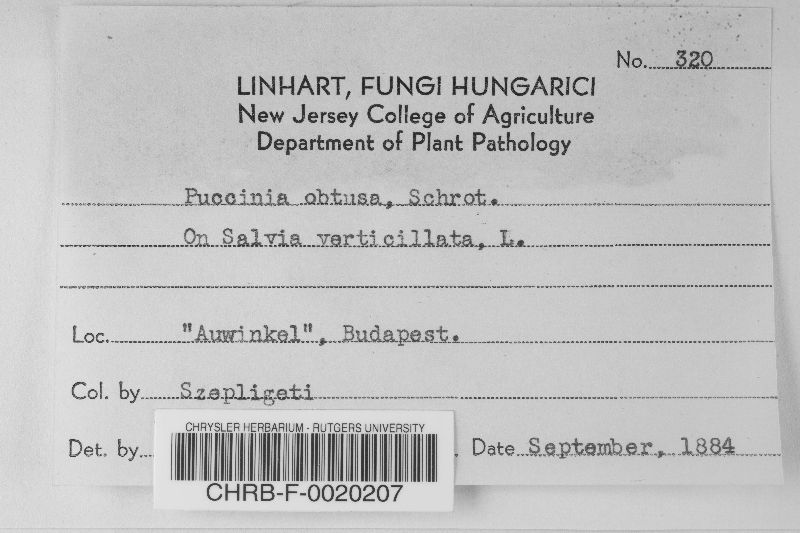 No. 320
LINHART, FUNGI HUNGARICI
New Jersey College of Agriculture
Department of Plant Pathology
Puccinia obtusa, Schrot.
On Salvia verticillata, L.
Loc. "Auwinkel", Budapest.
Col. by Szepligeti
Det. by Date September, 1884
CHRYSLER HERBARIUM - RUTGERS UNIVERSITY
CHRB-F-0020207